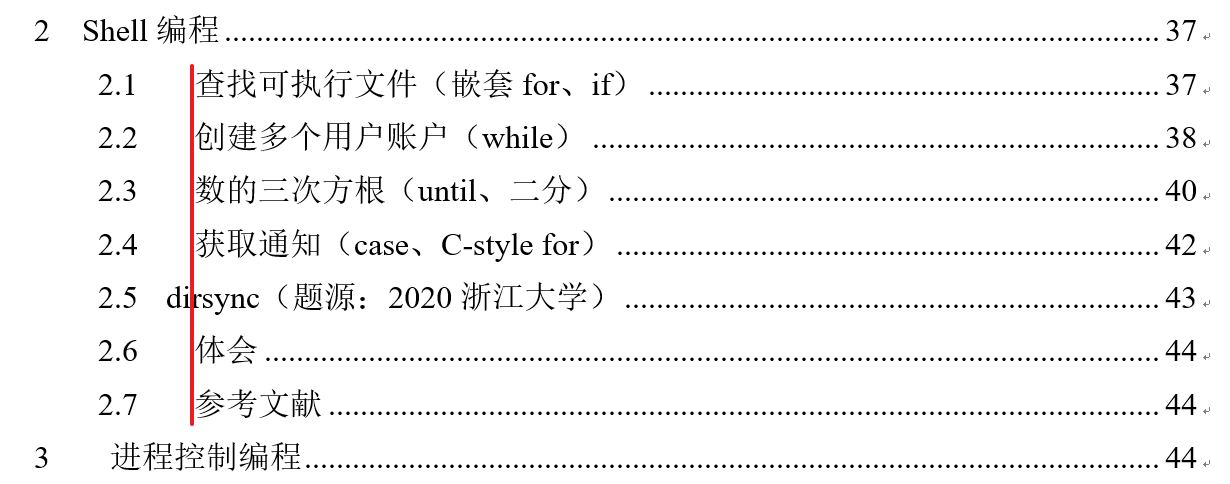 2 Shell 编程........................................37
2.1 查找可执行文件（嵌套 for、if）........................................37
2.2 创建多个用户账户（while）........................................38
2.3 数的三次方根（until、二分）........................................40
2.4 获取通知（case、C-style for）........................................42
2.5 dirsync（题源：2020 浙江大学）........................................43
2.6 体会........................................44
2.7 参考文献........................................44
3 进程控制编程........................................44